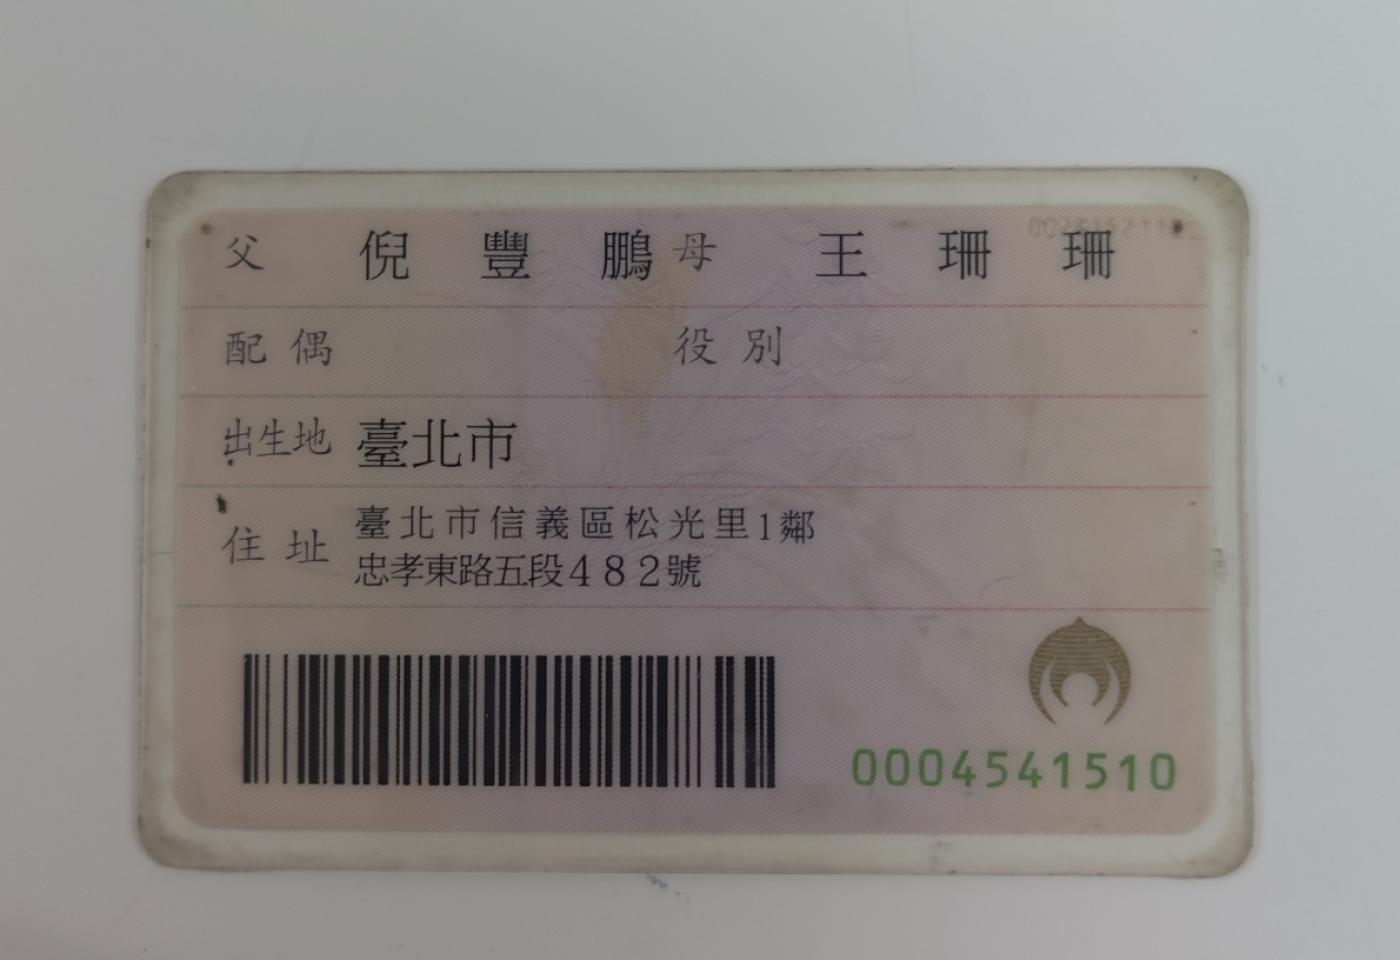 父 倪豐鵬 母 王珊珊
配偶 役別
出生地 臺北市
住址 臺北市信義區松光里1鄰
忠孝東路五段482號
0004541510